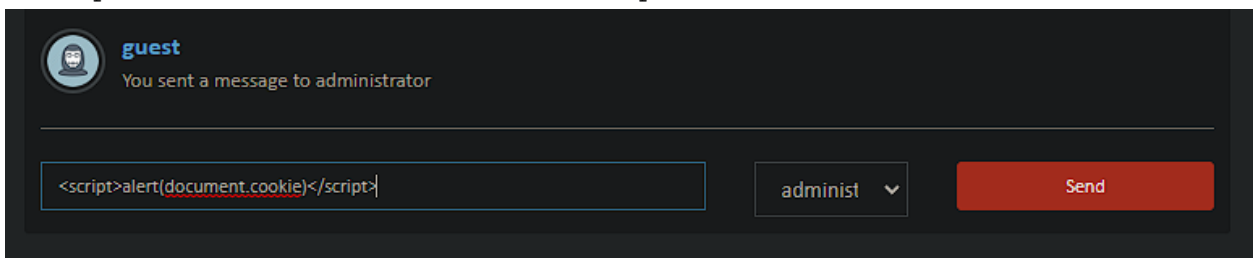 guest
You sent a message to administrator
<script>alert(document.cookie)</script>
administ
Send